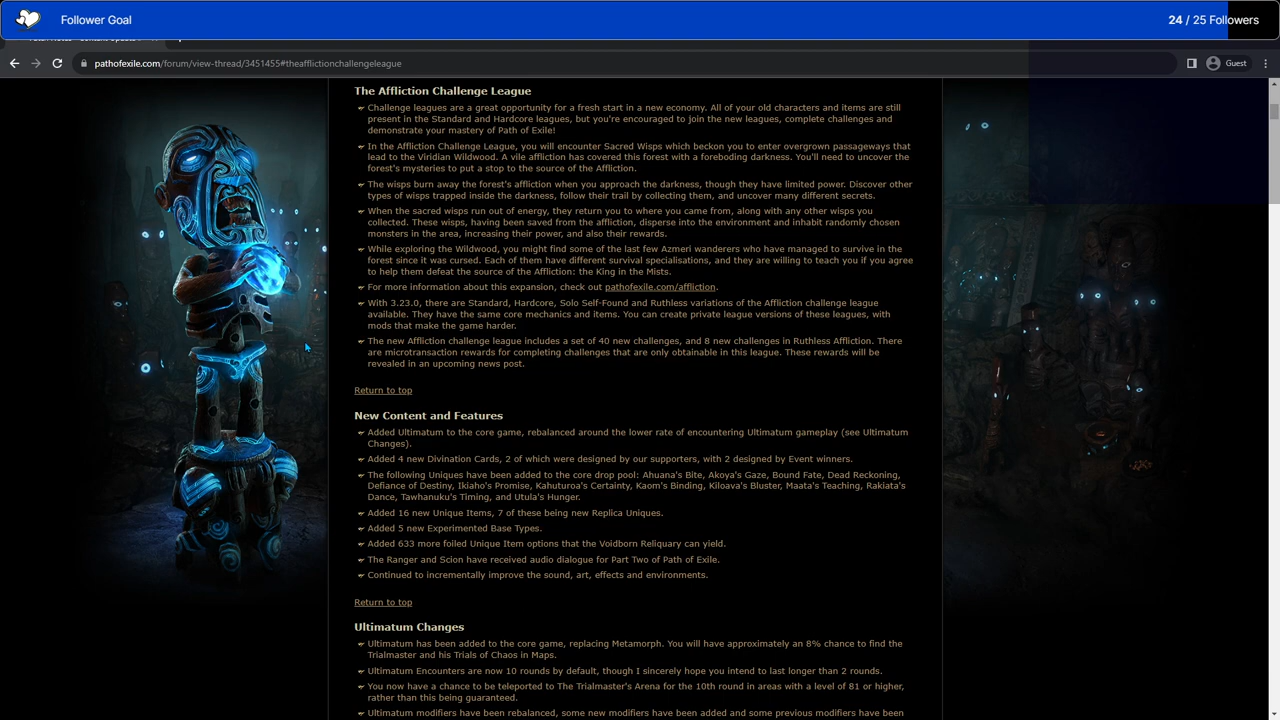 Follower Goal
24 / 25 Followers
pathofexile.com/forum/view-thread/3451455#theafflictionchallengeleague
Guest
The Affliction Challenge League
Challenge leagues are a great opportunity for a fresh start in a new economy. All of your old characters and items are still
present in the Standard and Hardcore leagues, but you're encouraged to join the new leagues, complete challenges and
demonstrate your mastery of Path of Exile!
In the Affliction Challenge League, you will encounter Sacred Wisps which beckon you to enter overgrown passageways that
lead to the Viridian Wildwood. A vile affliction has covered this forest with a foreboding darkness. You'll need to uncover the
forest's mysteries to put a stop to the source of the Affliction.
The wisps burn away the forest's affliction when you approach the darkness, though they have limited power. Discover other
types of wisps trapped inside the darkness, follow their trail by collecting them, and uncover many different secrets.
When the sacred wisps run out of energy, they return you to where you came from, along with any other wisps you
collected. These wisps, having been saved from the affliction, disperse into the environment and inhabit randomly chosen
monsters in the area, increasing their power, and also their rewards.
While exploring the Wildwood, you might find some of the last few Azmeri wanderers who have managed to survive in the
forest since it was cursed. Each of them have different survival specialisations, and they are willing to teach you if you agree
to help them defeat the source of the Affliction: the King in the Mists.
For more information about this expansion, check out pathofexile.com/affliction.
With 3.23.0, there are Standard, Hardcore, Solo Self-Found and Ruthless variations of the Affliction challenge league
available. They have the same core mechanics and items. You can create private league versions of these leagues, with
mods that make the game harder.
The new Affliction challenge league includes a set of 40 new challenges, and 8 new challenges in Ruthless Affliction. There
are microtransaction rewards for completing challenges that are only obtainable in this league. These rewards will be
revealed in an upcoming news post.
Return to top
New Content and Features
Added Ultimatum to the core game, rebalanced around the lower rate of encountering Ultimatum gameplay (see Ultimatum
Changes).
Added 4 new Divination Cards, 2 of which were designed by our supporters, with 2 designed by Event winners.
The following Uniques have been added to the core drop pool: Ahuana's Bite, Akoya's Gaze, Bound Fate, Dead Reckoning,
Defiance of Destiny, Ikiaho's Promise, Kahuturoa's Certainty, Kaom's Binding, Kiloava's Bluster, Maata's Teaching, Rakiata's
Dance, Tawhanuku's Timing, and Utula's Hunger.
Added 16 new Unique Items, 7 of these being new Replica Uniques.
Added 5 new Experimented Base Types.
Added 633 more foiled Unique Item options that the Voidborn Reliquary can yield.
The Ranger and Scion have received audio dialogue for Part Two of Path of Exile.
Continued to incrementally improve the sound, art, effects and environments.
Return to top
Ultimatum Changes
Ultimatum has been added to the core game, replacing Metamorph. You will have approximately an 8% chance to find the
Trialmaster and his Trials of Chaos in Maps.
Ultimatum Encounters are now 10 rounds by default, though I sincerely hope you intend to last longer than 2 rounds.
You now have a chance to be teleported to The Trialmaster's Arena for the 10th round in areas with a level of 81 or higher,
rather than this being guaranteed.
Ultimatum modifiers have been rebalanced, some new modifiers have been added and some previous modifiers have been